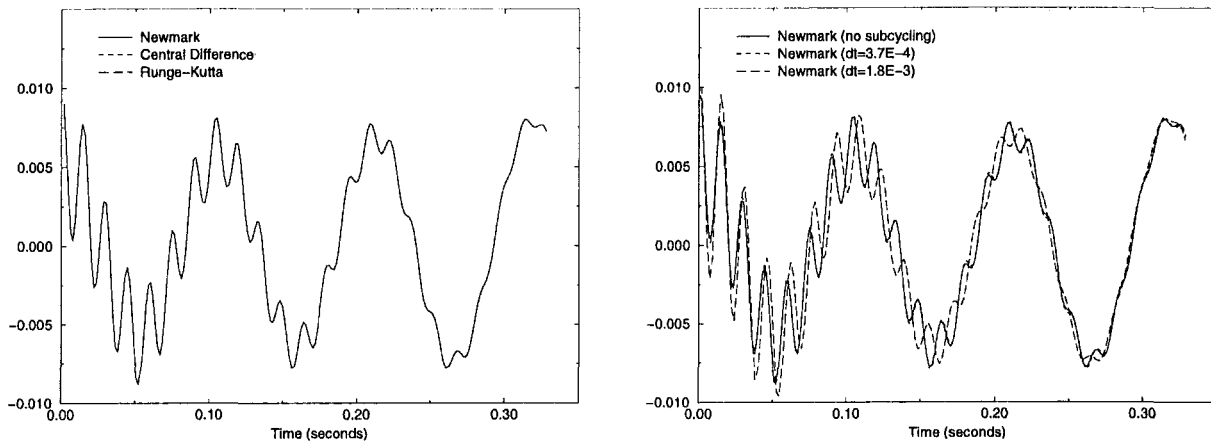 Newmark
Central Difference
Runge-Kutta
0.010
0.005
0.000
-0.005
-0.010
0.00 0.10 0.20 0.30
Time (seconds)
Newmark (no subcycling)
Newmark (dt=3.7E-4)
Newmark (dt=1.8E-3)
0.010
0.005
0.000
-0.005
-0.010
0.00 0.10 0.20 0.30
Time (seconds)